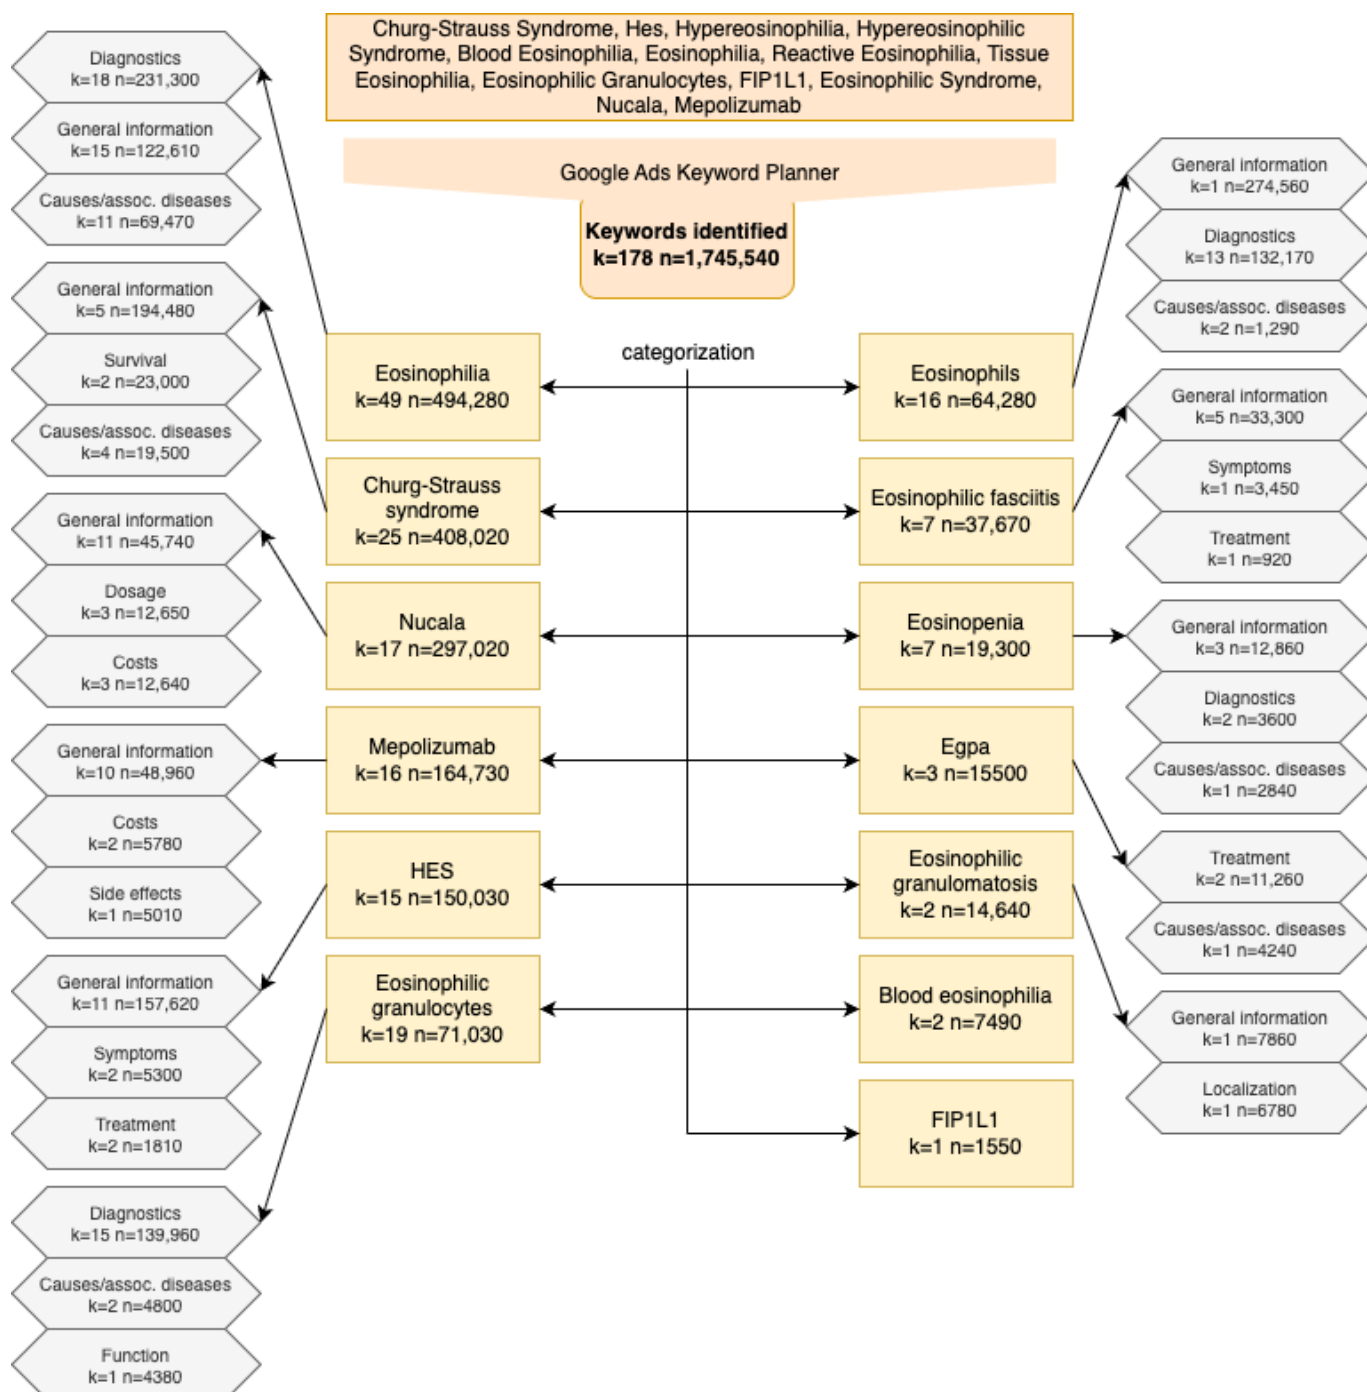 Churg-Strauss Syndrome, Hes, Hypereosinophilia, Hypereosinophilic
Syndrome, Blood Eosinophilia, Eosinophilia, Reactive Eosinophilia, Tissue
Eosinophilia, Eosinophilic Granulocytes, FIP1L1, Eosinophilic Syndrome,
Nucala, Mepolizumab
Google Ads Keyword Planner
Keywords identified
k=178 n=1,745,540
categorization
Diagnostics
k=18 n=231,300
General information
k=15 n=122,610
Causes/assoc. diseases
k=11 n=69,470
General information
k=5 n=194,480
Survival
k=2 n=23,000
Causes/assoc. diseases
k=4 n=19,500
General information
k=11 n=45,740
Dosage
k=3 n=12,650
Costs
k=3 n=12,640
General information
k=10 n=48,960
Costs
k=2 n=5780
Side effects
k=1 n=5010
General information
k=11 n=157,620
Symptoms
k=2 n=5300
Treatment
k=2 n=1810
Diagnostics
k=15 n=139,960
Causes/assoc. diseases
k=2 n=4800
Function
k=1 n=4380
Eosinophilia
k=49 n=494,280
Churg-Strauss
syndrome
k=25 n=408,020
Nucala
k=17 n=297,020
Mepolizumab
k=16 n=164,730
HES
k=15 n=150,030
Eosinophilic
granulocytes
k=19 n=71,030
Eosinophils
k=16 n=64,280
Eosinophilic fasciitis
k=7 n=37,670
Eosinopenia
k=7 n=19,300
Egpa
k=3 n=15500
Eosinophilic
granulomatosis
k=2 n=14,640
Blood eosinophilia
k=2 n=7490
FIP1L1
k=1 n=1550
General information
k=1 n=274,560
Diagnostics
k=13 n=132,170
Causes/assoc. diseases
k=2 n=1,290
General information
k=5 n=33,300
Symptoms
k=1 n=3,450
Treatment
k=1 n=920
General information
k=3 n=12,860
Diagnostics
k=2 n=3600
Causes/assoc. diseases
k=1 n=2840
Treatment
k=2 n=11,260
Causes/assoc. diseases
k=1 n=4240
General information
k=1 n=7860
Localization
k=1 n=6780